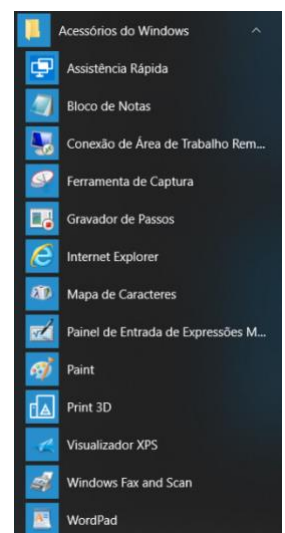 Acessórios do Windows
Assistência Rápida
Bloco de Notas
Conexão de Área de Trabalho Rem...
Ferramenta de Captura
Gravador de Passos
Internet Explorer
Mapa de Caracteres
Painel de Entrada de Expressões M...
Paint
Print 3D
Visualizador XPS
Windows Fax and Scan
WordPad